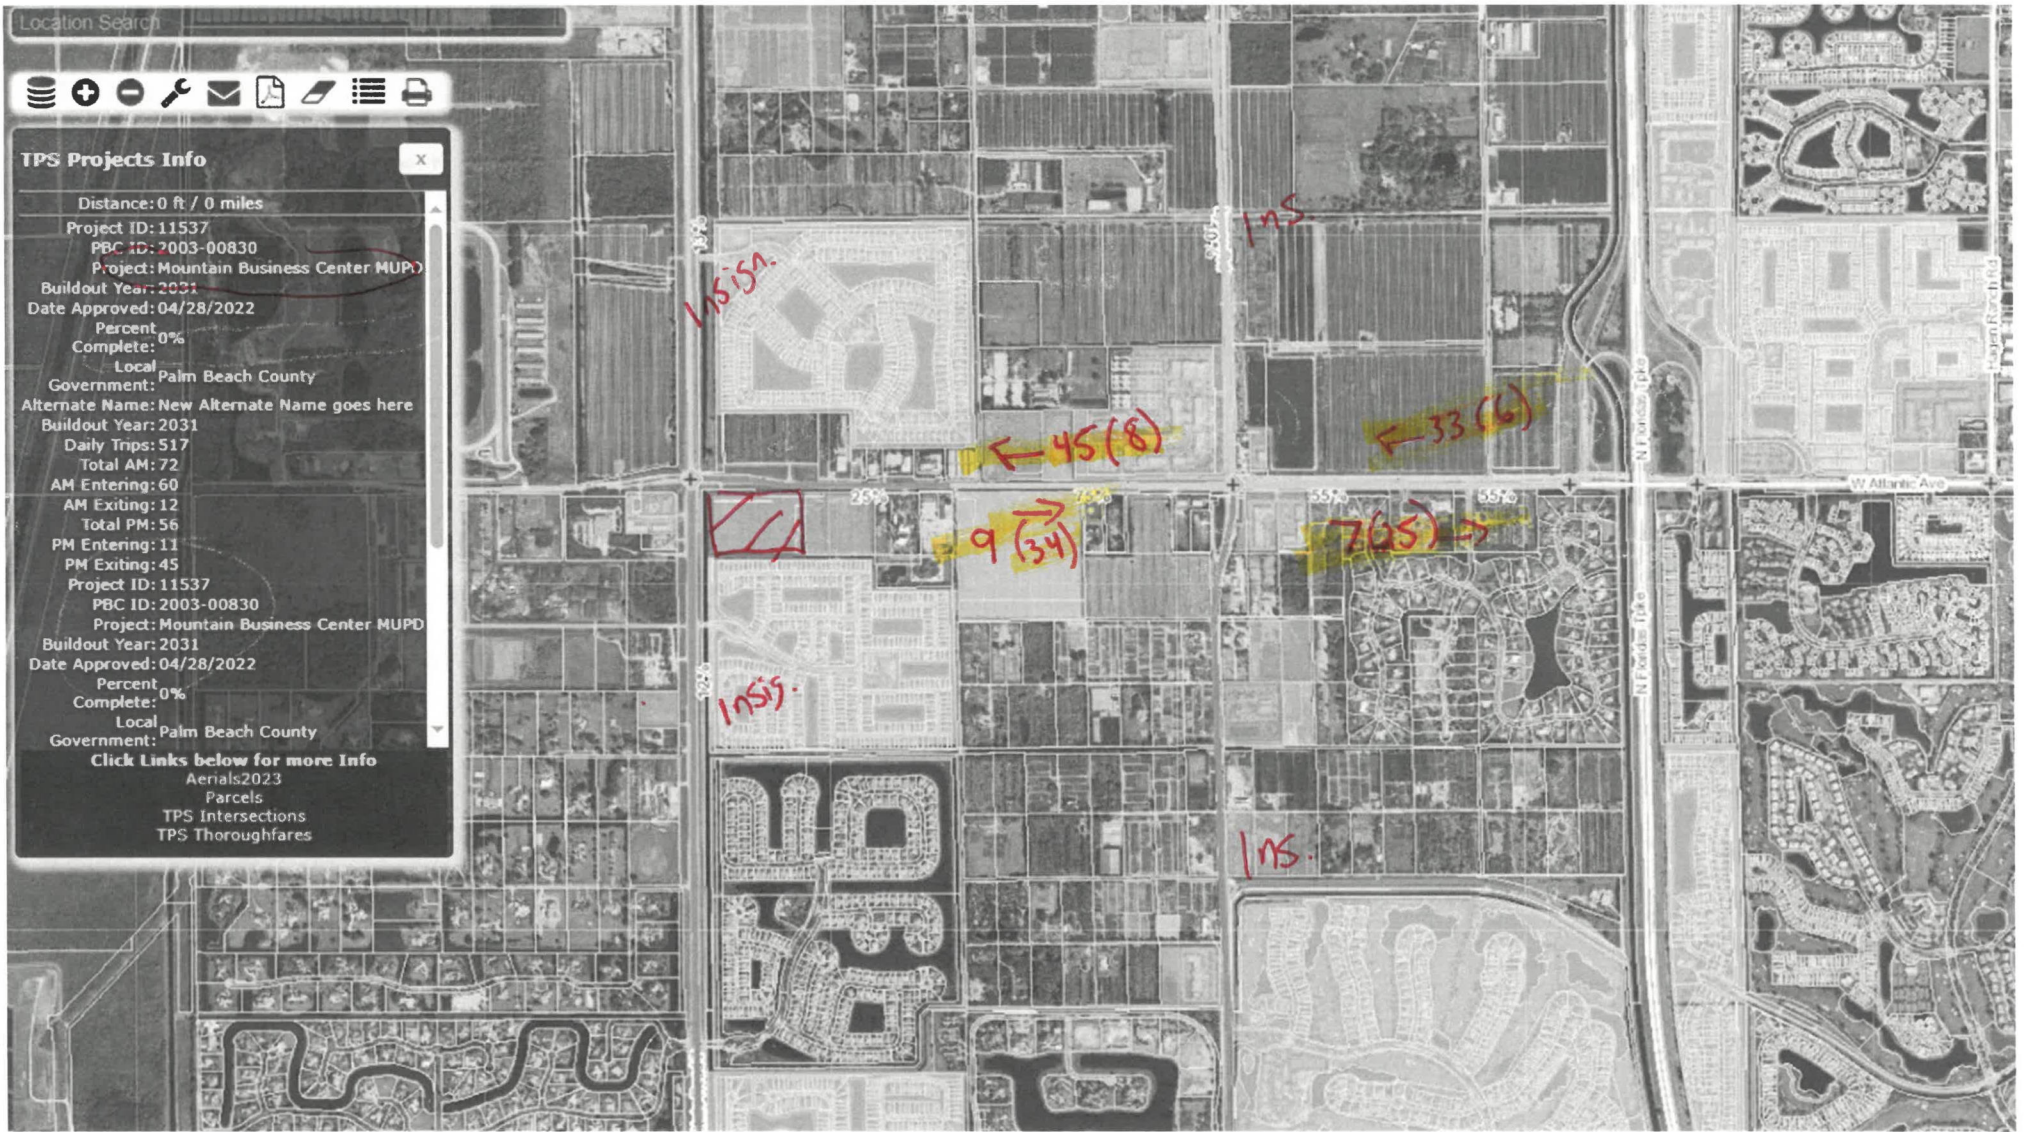 Location Search
TPS Projects Info
x
Distance: 0 ft / 0 miles
Project ID: 11537
PBC ID: 2003-00830
Project: Mountain Business Center MUPD
Buildout Year: 2031
Date Approved: 04/28/2022
Percent Complete: 0%
Local Government: Palm Beach County
Alternate Name: New Alternate Name goes here
Buildout Year: 2031
Daily Trips: 517
Total AM: 72
AM Entering: 60
AM Exiting: 12
Total PM: 56
PM Entering: 11
PM Exiting: 45
Project ID: 11537
PBC ID: 2003-00830
Project: Mountain Business Center MUPD
Buildout Year: 2031
Date Approved: 04/28/2022
Percent Complete: 0%
Local Government: Palm Beach County
Click Links below for more Info
Aerials2023
Parcels
TPS Intersections
TPS Thoroughfares
Insign.
Ins.
← 45 (8)
← 33 (6)
N Floridas Tpke
Hagen Ranch Rd
W Atlantic Ave
55%
55%
9 (34) →
7 (25) →
N Floridas Tpke
Insig.
Ins.